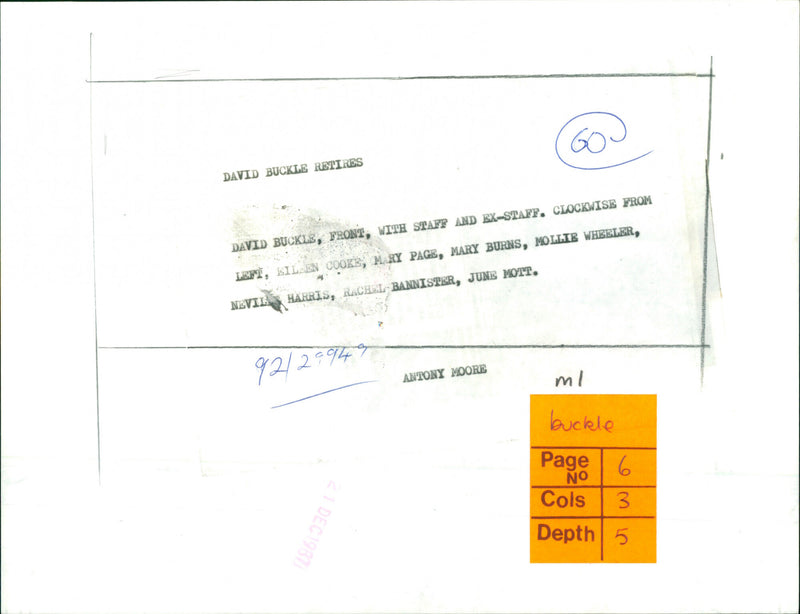 60
DAVID BUCKLE RETIRES
DAVID BUCKLE, FRONT, WITH STAFF AND EX-STAFF. CLOCKWISE FROM
LEFT, EILEEN COOKE, MARY PAGE, MARY BURNS, MOLLIE WHEELER,
NEVILLE HARRIS, RACHEL BANNISTER, JUNE MOTT.
ANTONY MOORE
m1
buckle
Page No 6
Cols 3
Depth 5